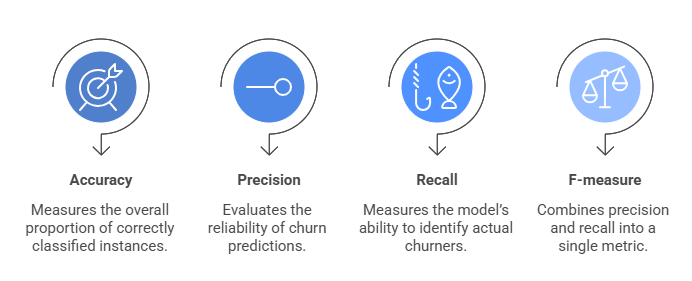 Accuracy
Measures the overall
proportion of correctly
classified instances.
Precision
Evaluates the
reliability of churn
predictions.
Recall
Measures the model's
ability to identify actual
churners.
F-measure
Combines precision
and recall into a
single metric.